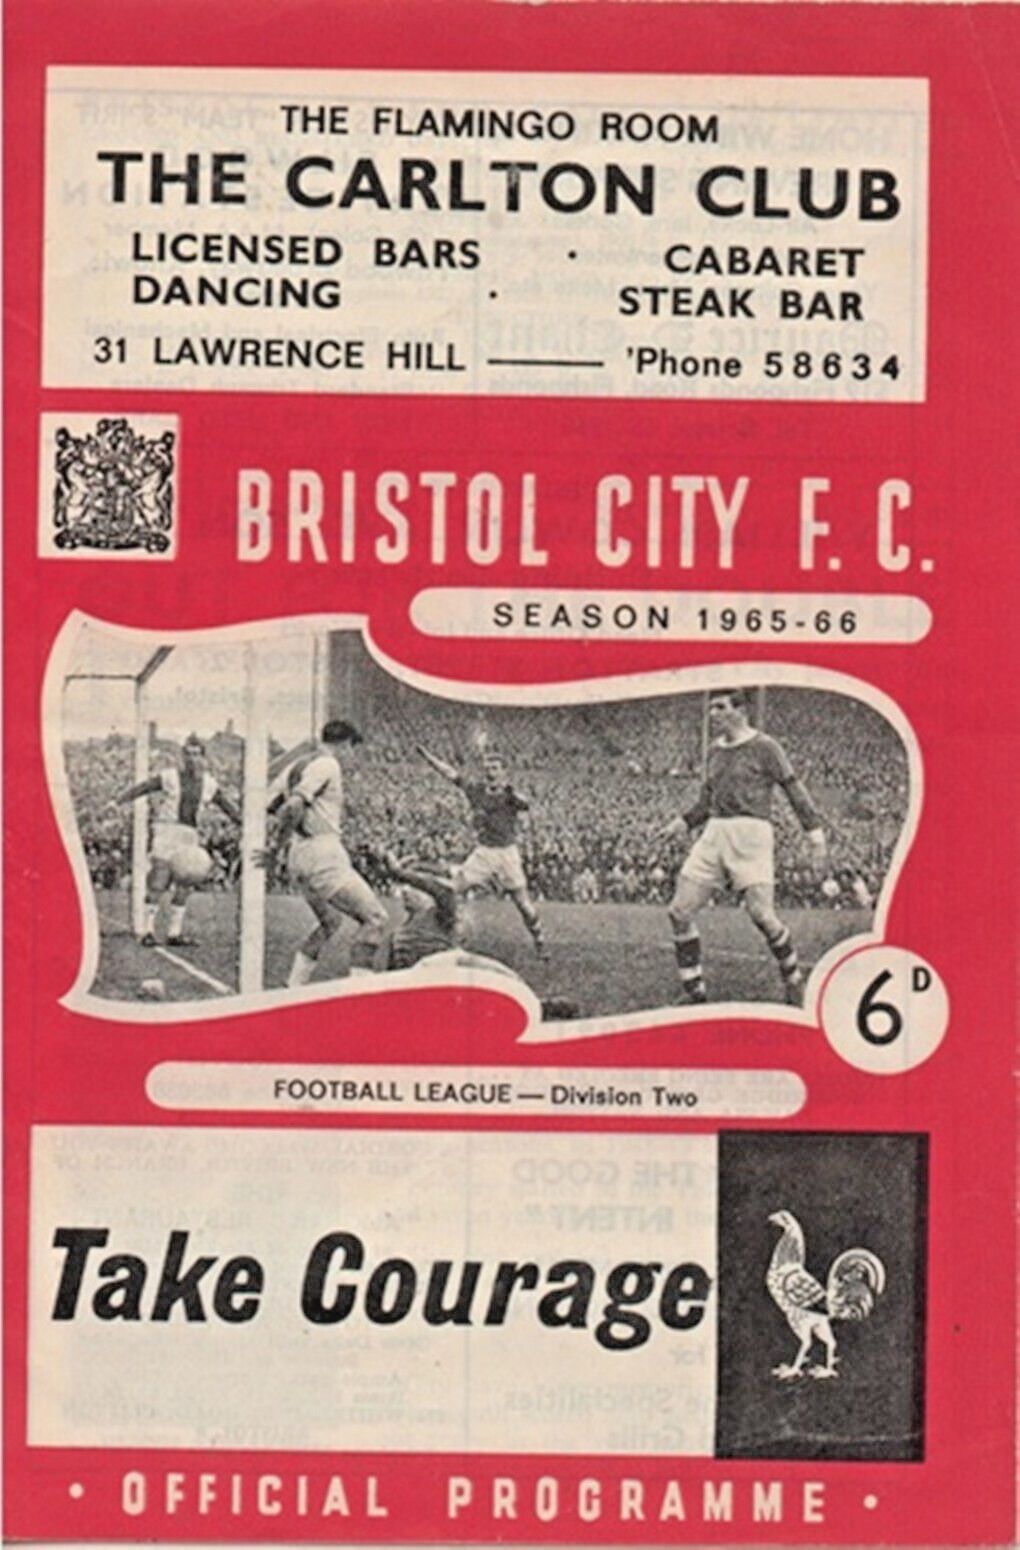 THE FLAMINGO ROOM
THE CARLTON CLUB
LICENSED BARS · CABARET
DANCING · STEAK BAR
31 LAWRENCE HILL —— 'Phone 58634
BRISTOL CITY F. C.
SEASON 1965-66
6D
FOOTBALL LEAGUE — Division Two
Take Courage
· OFFICIAL PROGRAMME ·